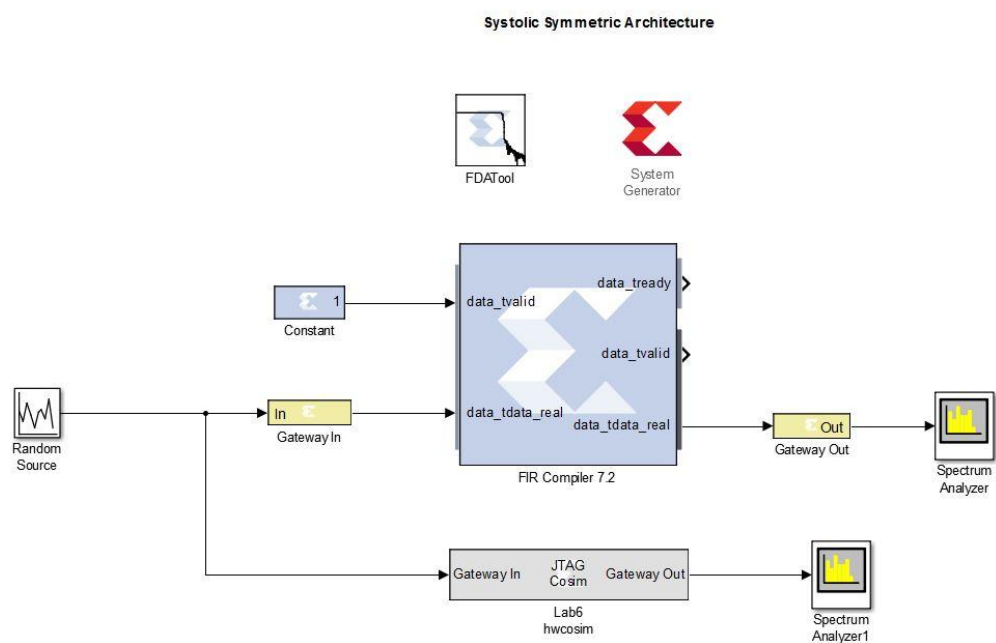 Systolic Symmetric Architecture
FDATool
System
Generator
1
Constant
data_tvalid
data_tready
data_tvalid
In
Gateway In
data_tdata_real
data_tdata_real
FIR Compiler 7.2
Out
Gateway Out
Random
Source
Spectrum
Analyzer
Gateway In
JTAG
Cosim
Gateway Out
Lab6
hwcosim
Spectrum
Analyzer1